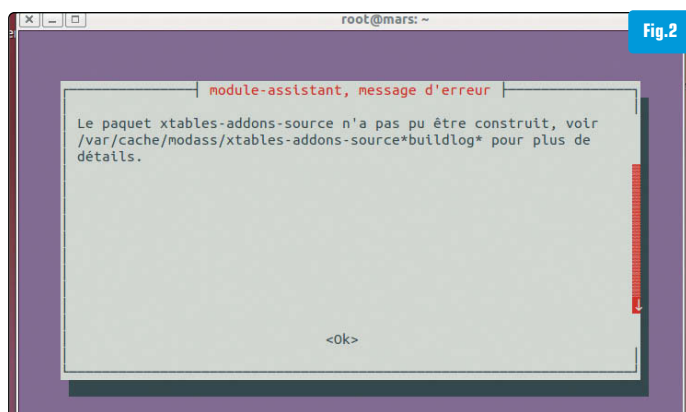 root@mars: ~
Fig.2
module-assistant, message d'erreur
Le paquet xtables-addons-source n'a pas pu être construit, voir
/var/cache/modass/xtables-addons-source*buildlog* pour plus de
détails.
<Ok>